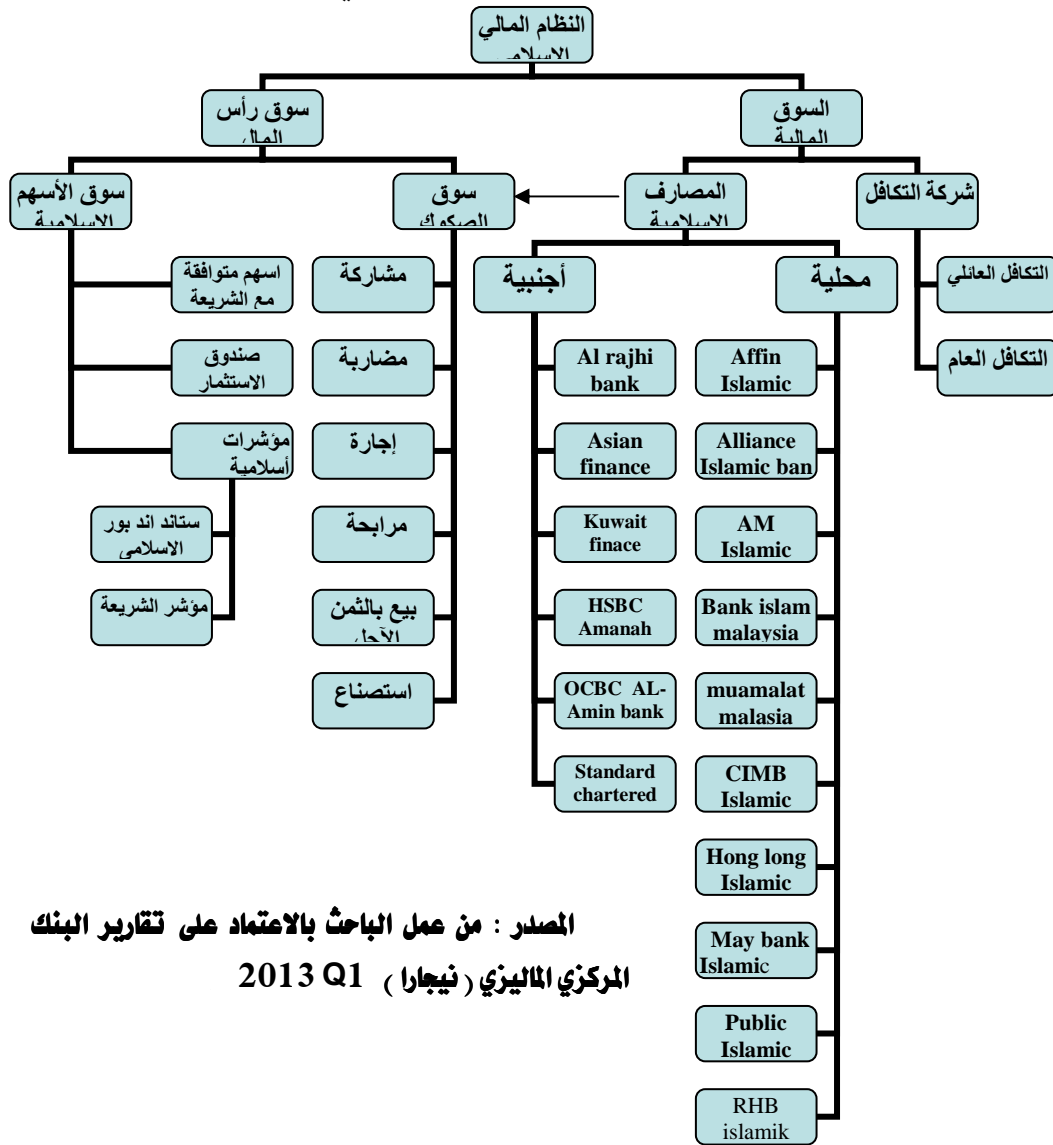 النظام المالي
الاسلامي
السوق
المالية
سوق رأس
المال
شركة التكافل
المصارف
الاسلامية
سوق
الصكوك
سوق الأسهم
الاسلامية
التكافل العائلي
التكافل العام
محلية
أجنبية
Affin
Islamic
Alliance
Islamic ban
AM
Islamic
Bank islam
malaysia
muamalat
malasia
CIMB
Islamic
Hong long
Islamic
May bank
Islamic
Public
Islamic
RHB
islamik
Al rajhi
bank
Asian
finance
Kuwait
finace
HSBC
Amanah
OCBC AL-
Amin bank
Standard
chartered
مشاركة
مضاربة
إجارة
مرابحة
بيع بالثمن
الآجل
استصناع
اسهم متوافقة
مع الشريعة
صندوق
الاستثمار
مؤشرات
أسلامية
ستاند اند بور
الاسلامي
مؤشر الشريعة
المصدر : من عمل الباحث بالاعتماد على تقارير البنك
المركزي الماليزي ( نيجارا ) 2013 Q1